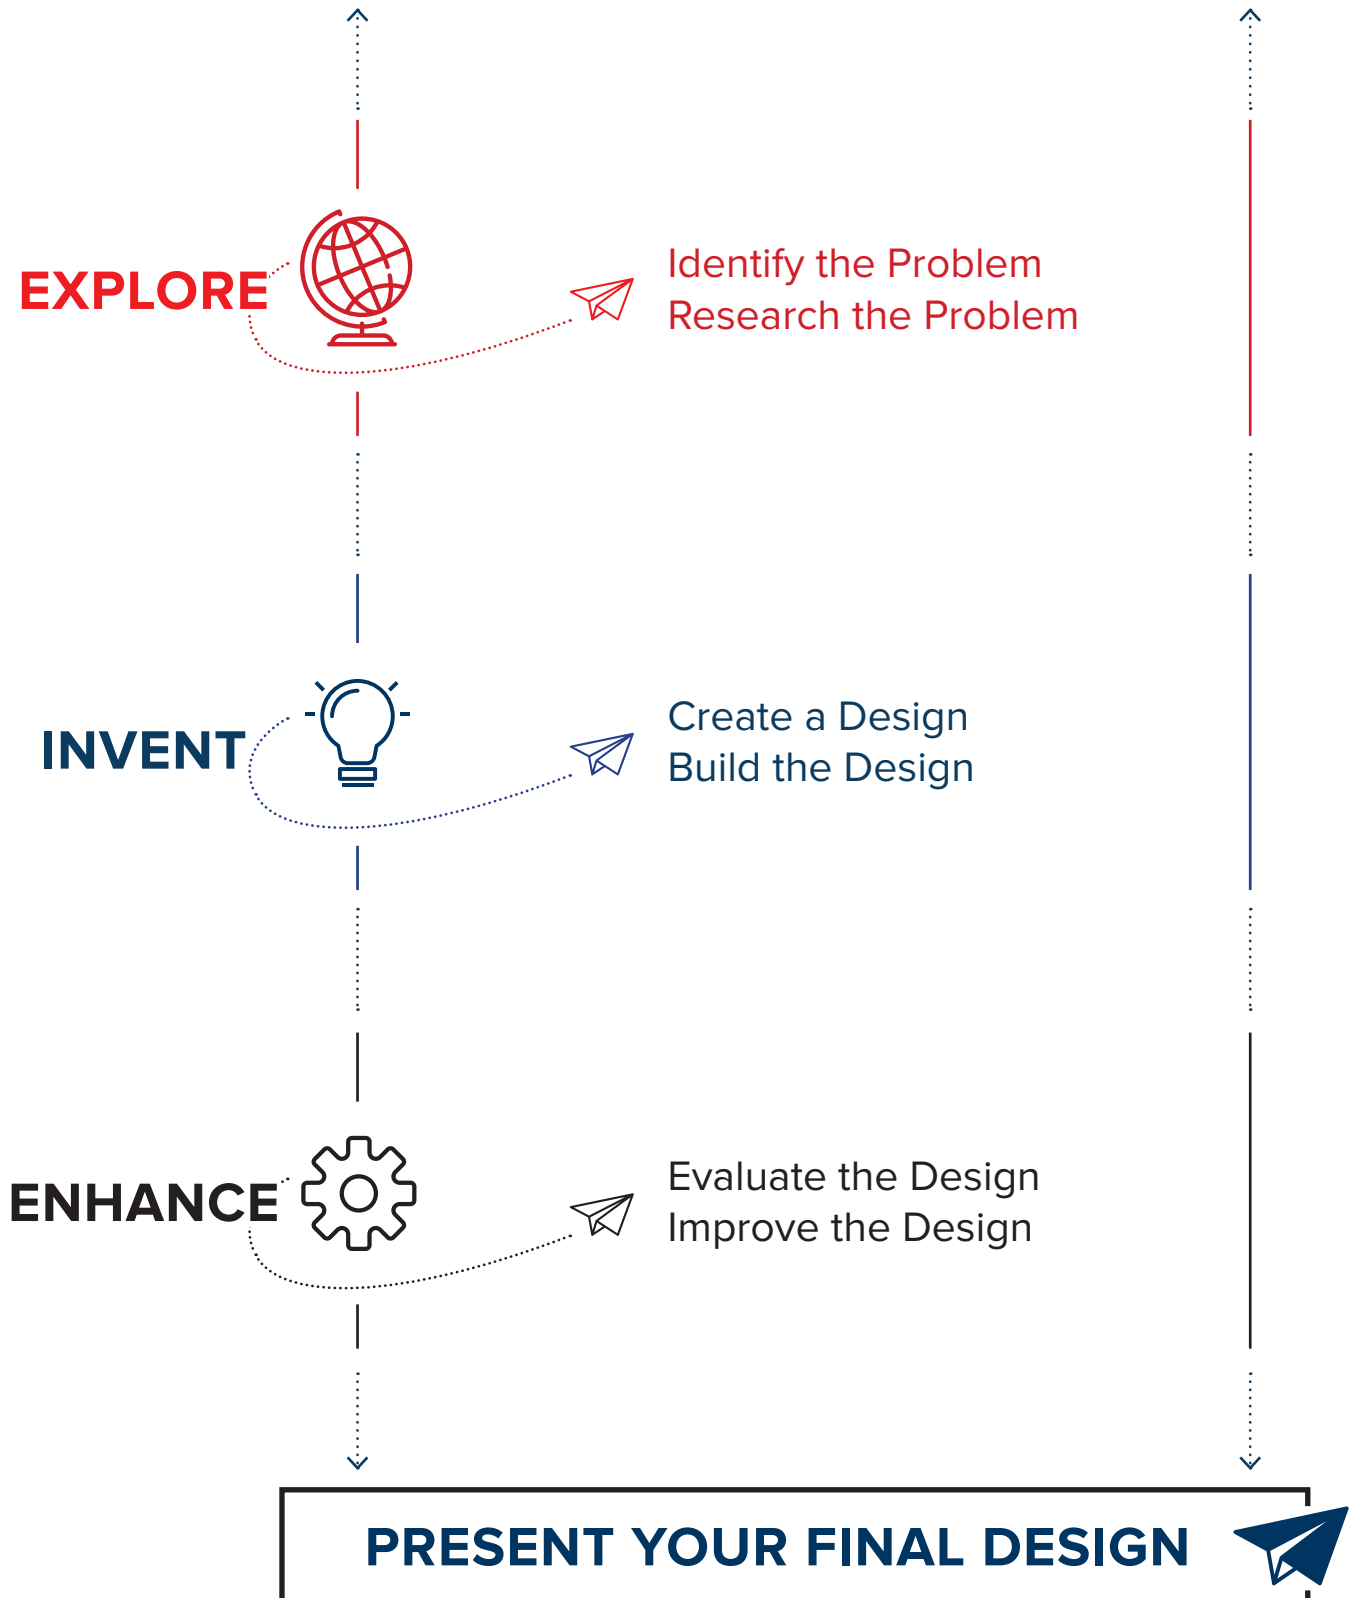 EXPLORE
Identify the Problem
Research the Problem
INVENT
Create a Design
Build the Design
ENHANCE
Evaluate the Design
Improve the Design
PRESENT YOUR FINAL DESIGN